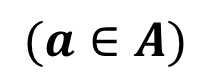 (𝒂 ∈ 𝑨)